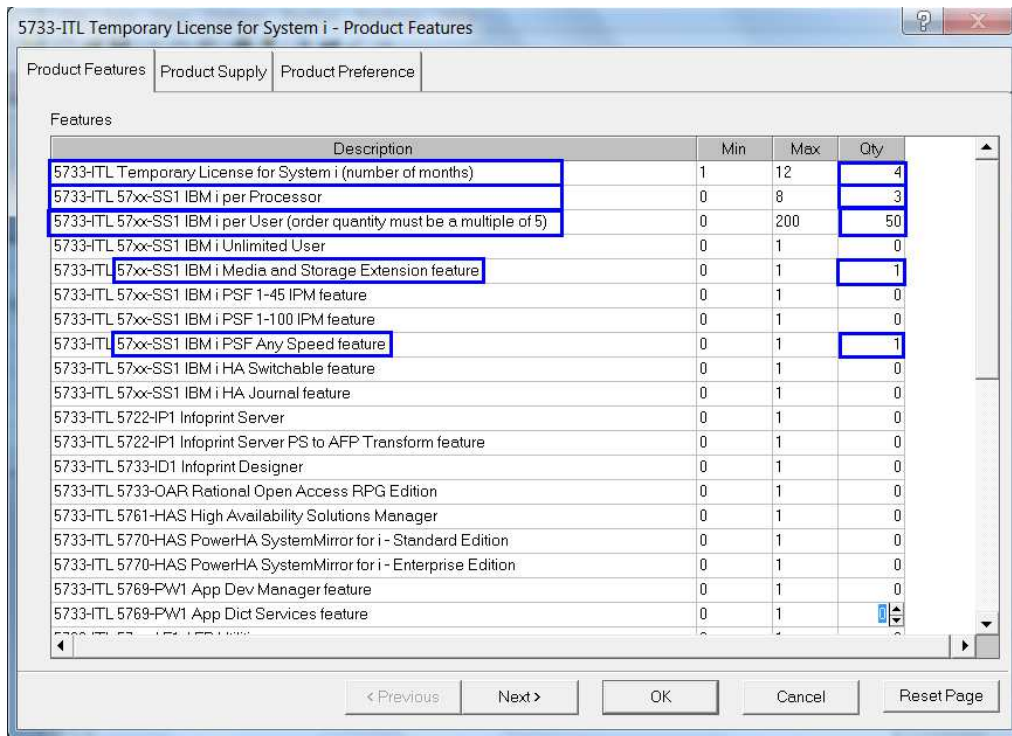 5733-ITL Temporary License for System i - Product Features
Product Features Product Supply Product Preference
Features
Description Min Max Qty
5733-ITL Temporary License for System i (number of months) 1 12 4
5733-ITL 57xx-SS1 IBM i per Processor 0 8 3
5733-ITL 57xx-SS1 IBM i per User (order quantity must be a multiple of 5) 0 200 50
5733-ITL 57xx-SS1 IBM i Unlimited User 0 1 0
5733-ITL 57xx-SS1 IBM i Media and Storage Extension feature 0 1 1
5733-ITL 57xx-SS1 IBM i PSF 1-45 IPM feature 0 1 0
5733-ITL 57xx-SS1 IBM i PSF 1-100 IPM feature 0 1 0
5733-ITL 57xx-SS1 IBM i PSF Any Speed feature 0 1 1
5733-ITL 57xx-SS1 IBM i HA Switchable feature 0 1 0
5733-ITL 57xx-SS1 IBM i HA Journal feature 0 1 0
5733-ITL 5722-IP1 Infoprint Server 0 1 0
5733-ITL 5722-IP1 Infoprint Server PS to AFP Transform feature 0 1 0
5733-ITL 5733-ID1 Infoprint Designer 0 1 0
5733-ITL 5733-OAR Rational Open Access RPG Edition 0 1 0
5733-ITL 5761-HAS High Availability Solutions Manager 0 1 0
5733-ITL 5770-HAS PowerHA SystemMirror for i - Standard Edition 0 1 0
5733-ITL 5770-HAS PowerHA SystemMirror for i - Enterprise Edition 0 1 0
5733-ITL 5769-PW1 App Dev Manager feature 0 1 0
5733-ITL 5769-PW1 App Dict Services feature 0 1 0
< Previous Next > OK Cancel Reset Page